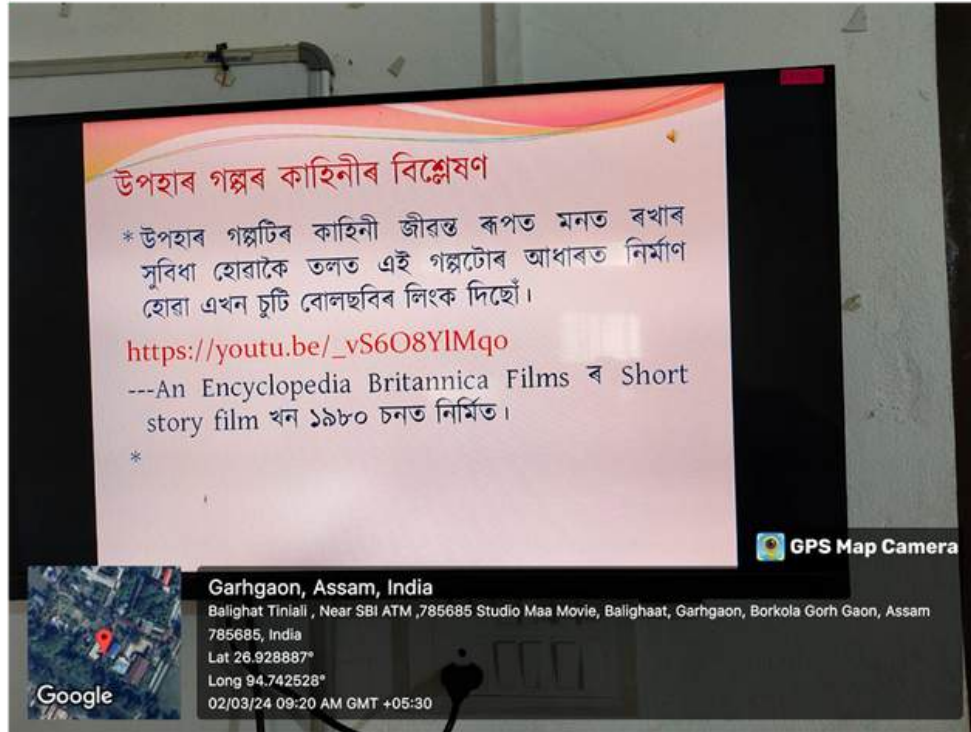 উপহাৰ গল্পৰ কাহিনীৰ বিশ্লেষণ
* উপহাৰ গল্পটিৰ কাহিনী জীৱন্ত ৰূপত মনত ৰখাৰ
সুবিধা হোৱাকৈ তলত এই গল্পটোৰ আধাৰত নিৰ্মাণ
হোৱা এখন চুটি বোলছবিৰ লিংক দিছোঁ।
https://youtu.be/_vS6O8YlMqo
---An Encyclopedia Britannica Films ৰ Short
story film খন ১৯৮০ চনত নিৰ্মিত।
*
GPS Map Camera
Garhgaon, Assam, India
Balighat Tiniali , Near SBI ATM ,785685 Studio Maa Movie, Balighaat, Garhgaon, Borkola Gorh Gaon, Assam
785685, India
Lat 26.928887°
Long 94.742528°
02/03/24 09:20 AM GMT +05:30
Google